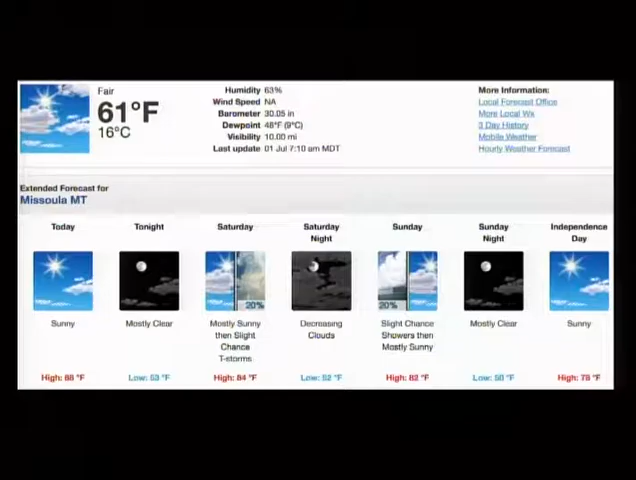 Fair
61°F
16°C
Humidity 63%
Wind Speed NA
Barometer 30.05 in
Dewpoint 48°F (9°C)
Visibility 10.00 mi
Last update 01 Jul 7:10 am MDT
More Information:
Local Forecast Office
More Local Wx
3 Day History
Mobile Weather
Hourly Weather Forecast
Extended Forecast for
Missoula MT
Today
Tonight
Saturday
Saturday Night
Sunday
Sunday Night
Independence Day
20%
20%
Sunny
Mostly Clear
Mostly Sunny
then Slight
Chance
T-storms
Decreasing
Clouds
Slight Chance
Showers then
Mostly Sunny
Mostly Clear
Sunny
High: 88 °F
Low: 53 °F
High: 84 °F
Low: 52 °F
High: 82 °F
Low: 50 °F
High: 78 °F